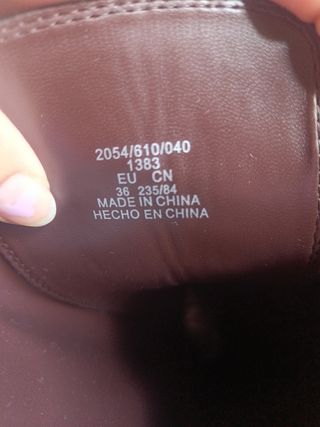 2054/610/040
1383
EU CN
36 235/84
MADE IN CHINA
HECHO EN CHINA